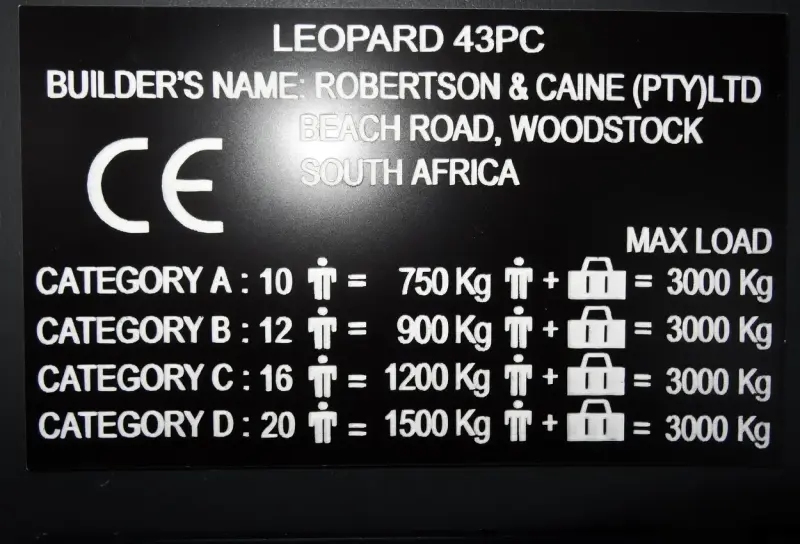 LEOPARD 43PC
BUILDER'S NAME: ROBERTSON & CAINE (PTY)LTD
BEACH ROAD, WOODSTOCK
SOUTH AFRICA
CE
MAX LOAD
CATEGORY A : 10 = 750 Kg + = 3000 Kg
CATEGORY B : 12 = 900 Kg + = 3000 Kg
CATEGORY C : 16 = 1200 Kg + = 3000 Kg
CATEGORY D : 20 = 1500 Kg + = 3000 Kg